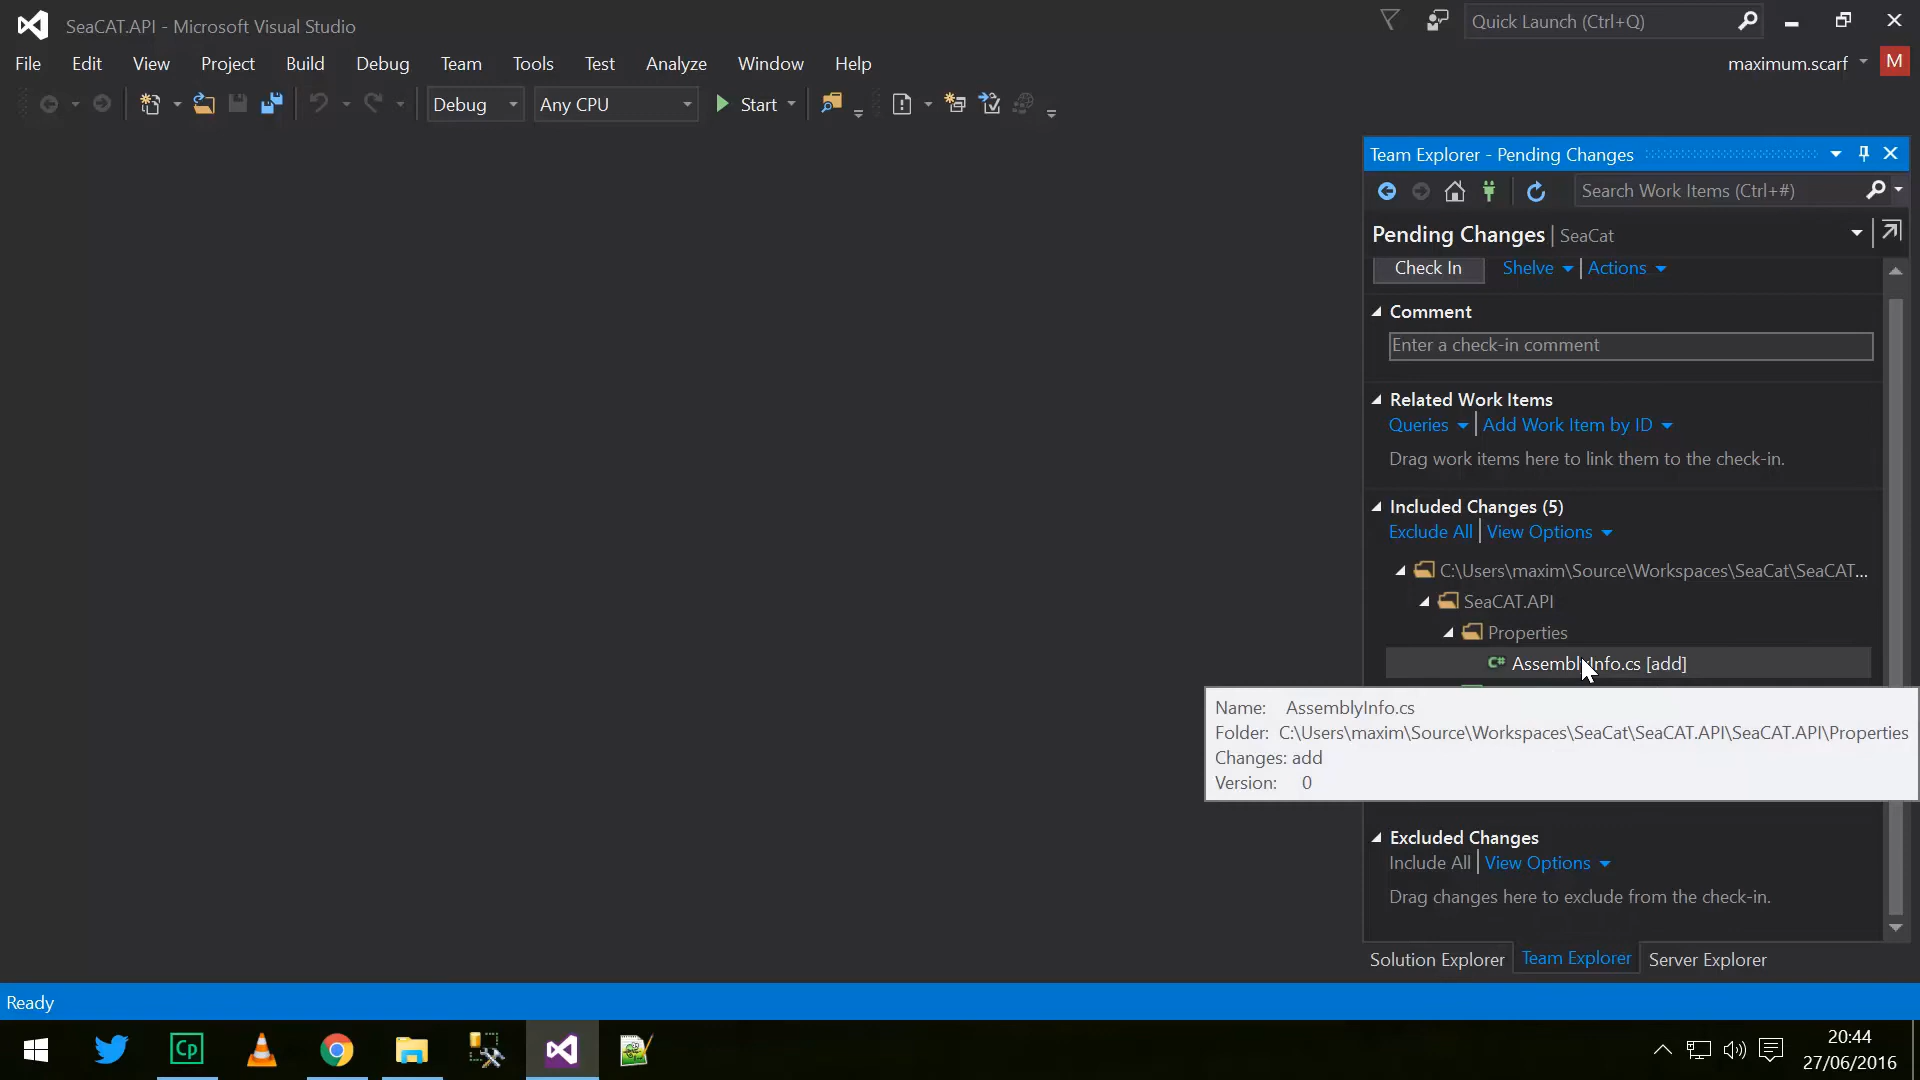 SeaCAT.API - Microsoft Visual Studio
Quick Launch (Ctrl+Q)
File Edit View Project Build Debug Team Tools Test Analyze Window Help
maximum.scarf M
Debug Any CPU Start
Team Explorer - Pending Changes
Search Work Items (Ctrl+#)
Pending Changes | SeaCat
Check In Shelve Actions
Comment
Enter a check-in comment
Related Work Items
Queries Add Work Item by ID
Drag work items here to link them to the check-in.
Included Changes (5)
Exclude All View Options
C:\Users\maxim\Source\Workspaces\SeaCat\SeaCAT...
SeaCAT.API
Properties
C# AssemblyInfo.cs [add]
Name: AssemblyInfo.cs
Folder: C:\Users\maxim\Source\Workspaces\SeaCat\SeaCAT.API\SeaCAT.API\Properties
Changes: add
Version: 0
Excluded Changes
Include All View Options
Drag changes here to exclude from the check-in.
Solution Explorer Team Explorer Server Explorer
Ready
Cp
20:44
27/06/2016